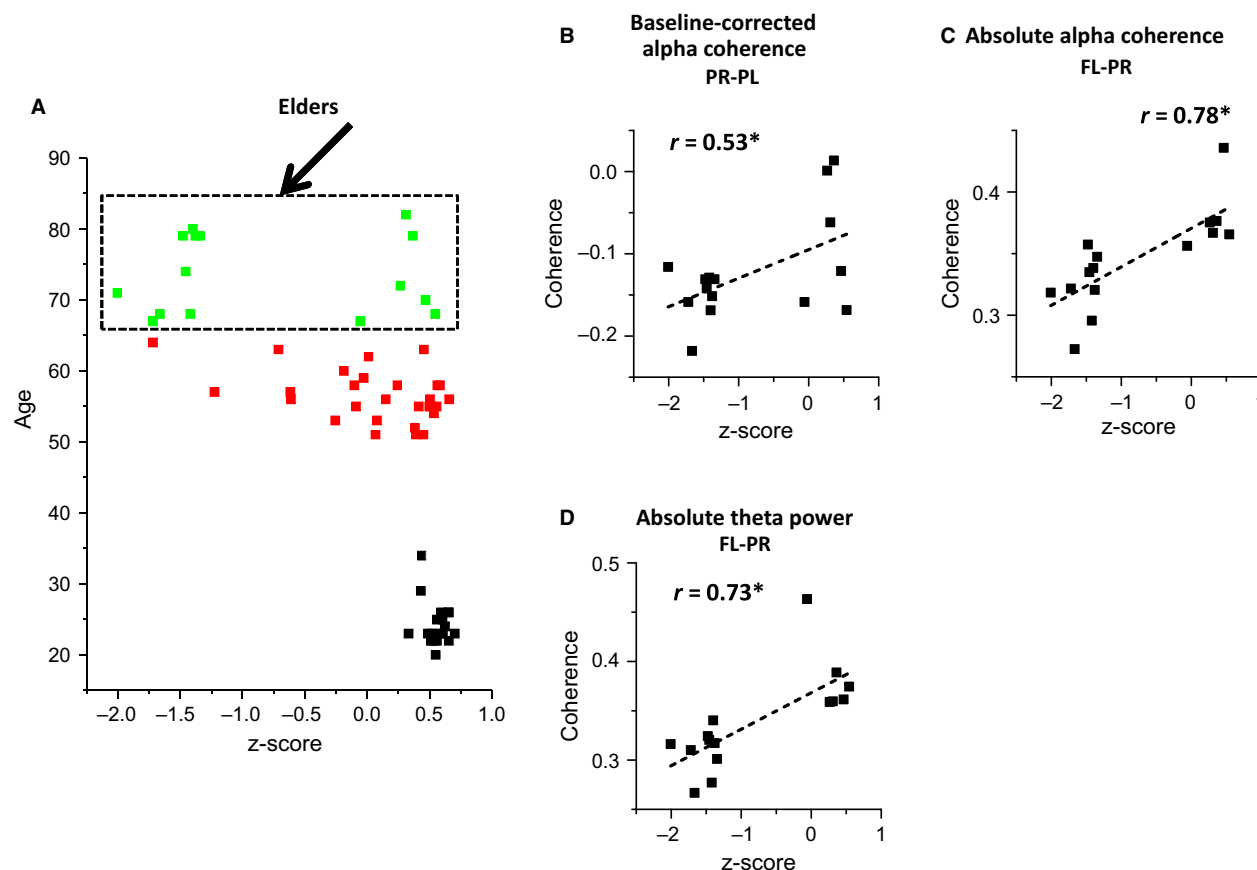 A
Elders
90
80
70
60
50
40
30
20
Age
−2.0 −1.5 −1.0 −0.5 0.0 0.5 1.0
z-score
B Baseline-corrected
alpha coherence
PR-PL
r = 0.53*
0.0
−0.1
−0.2
Coherence
−2 −1 0 1
z-score
C Absolute alpha coherence
FL-PR
r = 0.78*
0.4
0.3
Coherence
−2 −1 0 1
z-score
D Absolute theta power
FL-PR
r = 0.73*
0.5
0.4
0.3
Coherence
−2 −1 0 1
z-score